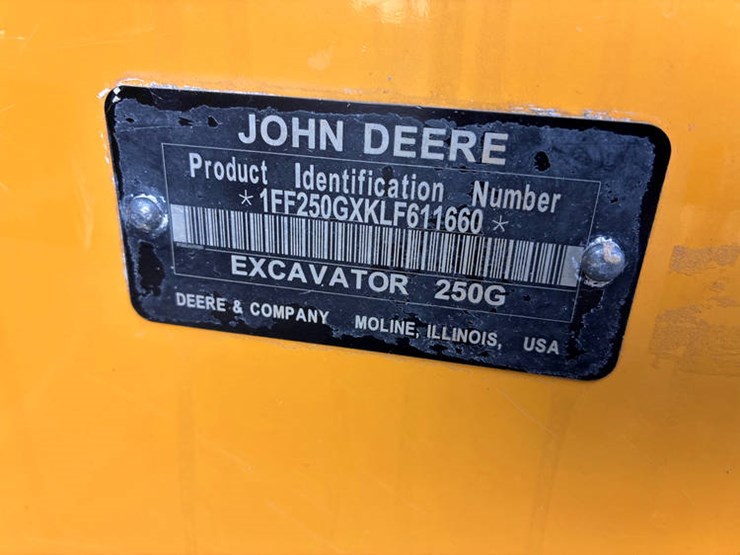 JOHN DEERE
Product Identification Number
*1FF250GXKLF611660*
EXCAVATOR 250G
DEERE & COMPANY MOLINE, ILLINOIS, USA